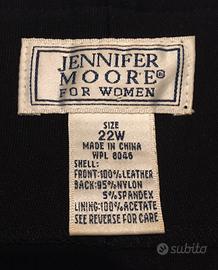 JENNIFER
MOORE®
FOR WOMEN
SIZE
22W
MADE IN CHINA
WPL 8046
SHELL:
FRONT:100%LEATHER
BACK:95%NYLON
5%SPANDEX
LINING:100%ACETATE
SEE REVERSE FOR CARE
subito